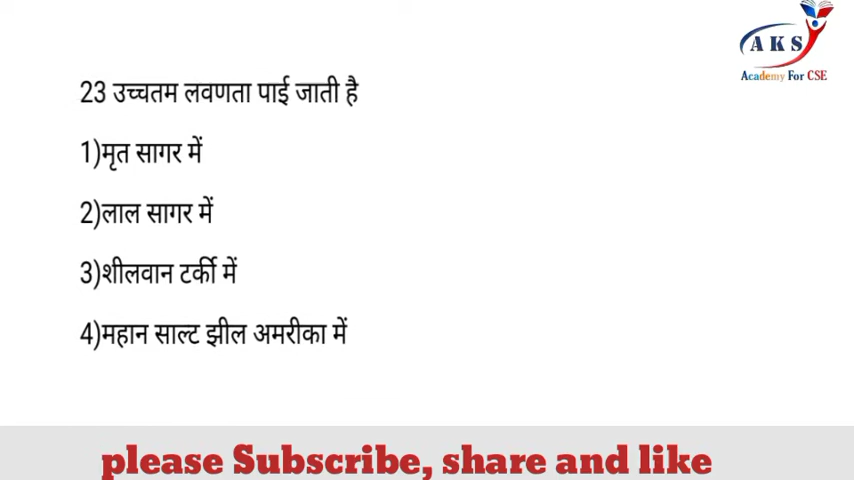 AKS
Academy For CSE
23 उच्चतम लवणता पाई जाती है
1)मृत सागर में
2)लाल सागर में
3)शीलवान टर्की में
4)महान साल्ट झील अमरीका में
please Subscribe, share and like